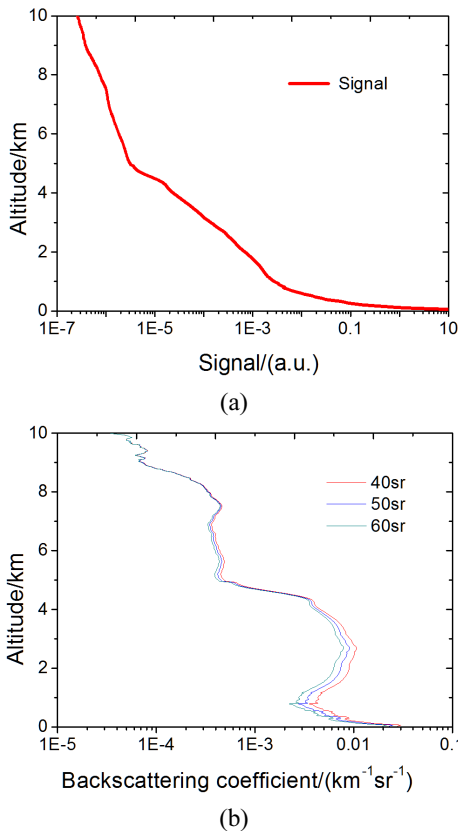 10
8
6
4
2
0
Altitude/km
Signal
1E-7 1E-5 1E-3 0.1 10
Signal/(a.u.)
(a)
10
8
6
4
2
0
Altitude/km
40sr
50sr
60sr
1E-5 1E-4 1E-3 0.01 0.1
Backscattering coefficient/(km⁻¹sr⁻¹)
(b)